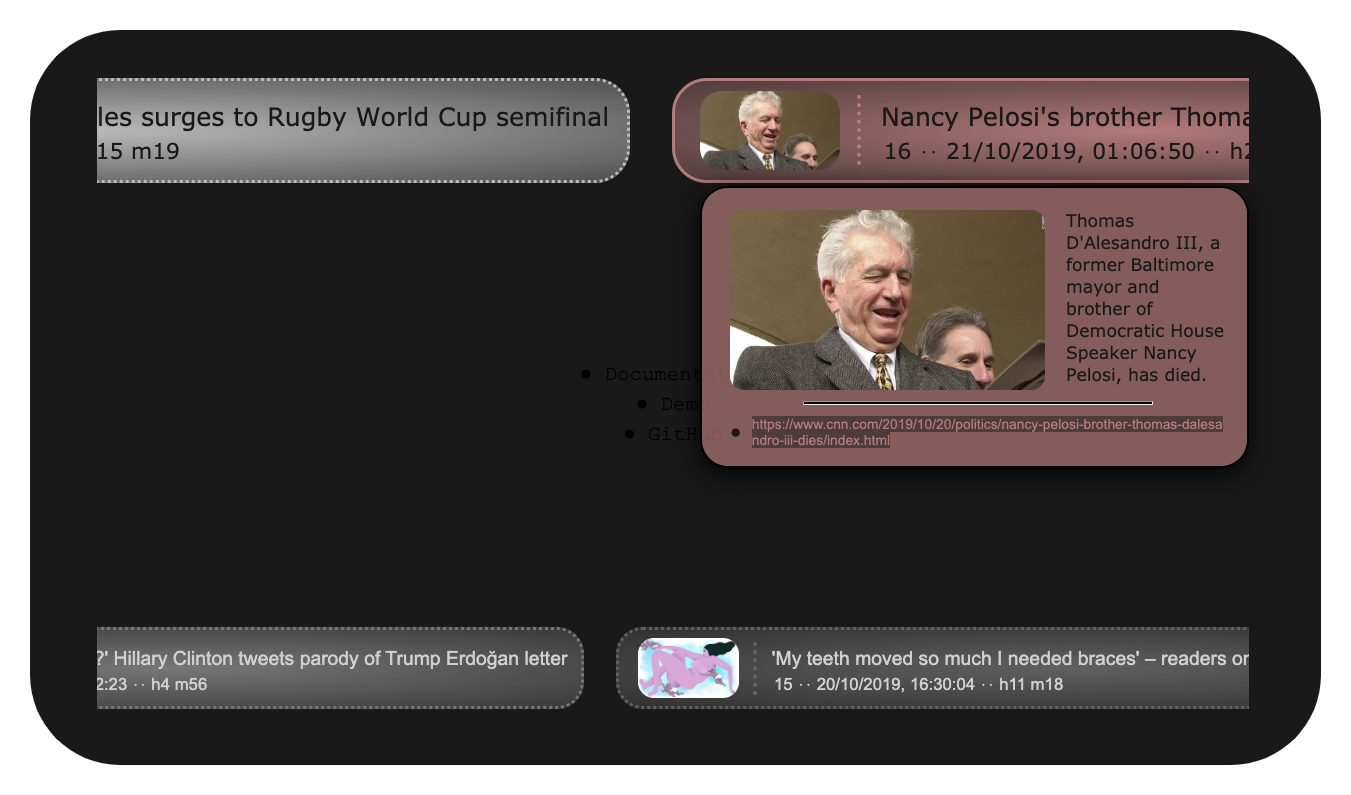 les surges to Rugby World Cup semifinal
15 m19
Nancy Pelosi's brother Thoma
16 ·· 21/10/2019, 01:06:50 ·· h2
Thomas
D'Alesandro III, a
former Baltimore
mayor and
brother of
Democratic House
Speaker Nancy
Pelosi, has died.
• Documentat
• Demo
• GitHub
• https://www.cnn.com/2019/10/20/politics/nancy-pelosi-brother-thomas-dalesa
ndro-iii-dies/index.html
?' Hillary Clinton tweets parody of Trump Erdoğan letter
2:23 ·· h4 m56
'My teeth moved so much I needed braces' – readers on
15 ·· 20/10/2019, 16:30:04 ·· h11 m18